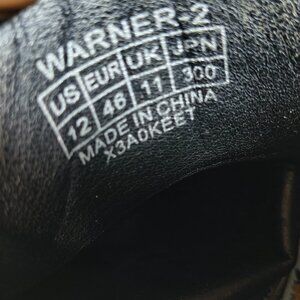 WARNER-2
US EUR UK JPN
12 46 11 300
MADE IN CHINA
X3A0KEET